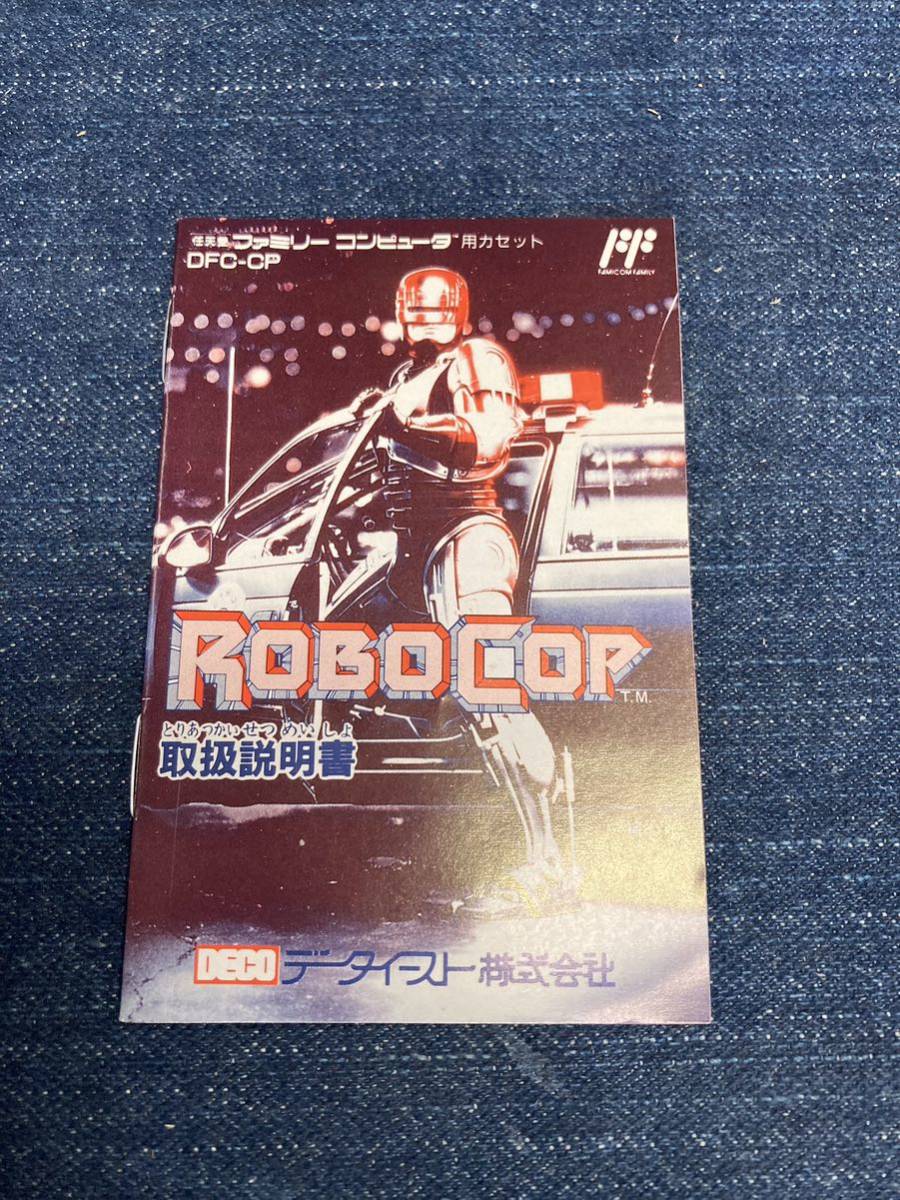 任天堂 ファミリー コンピュータ™用カセット
DFC-CP
FAMICOM FAMILY
ROBOCOP
T.M.
とりあつかいせつめいしょ
取扱説明書
DECO データイースト株式会社